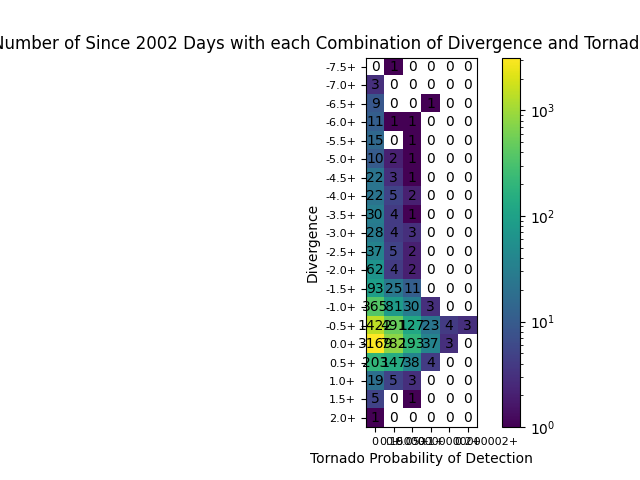 Number of Since 2002 Days with each Combination of Divergence and Tornad
-7.5+ 0 1 0 0 0 0
-7.0+ 3 0 0 0 0 0
-6.5+ 9 0 0 1 0 0
-6.0+ 11 1 1 0 0 0
-5.5+ 15 0 1 0 0 0
-5.0+ 10 2 1 0 0 0
-4.5+ 22 3 1 0 0 0
-4.0+ 22 5 2 0 0 0
-3.5+ 30 4 1 0 0 0
-3.0+ 28 4 3 0 0 0
-2.5+ 37 5 2 0 0 0
-2.0+ 62 4 2 0 0 0
-1.5+ 93 25 11 0 0 0
-1.0+ 365 81 30 3 0 0
-0.5+ 1422 491 127 23 4 3
0.0+ 3169 782 193 37 3 0
0.5+ 203 147 38 4 0 0
1.0+ 19 5 3 0 0 0
1.5+ 5 0 1 0 0 0
2.0+ 1 0 0 0 0 0
0
Tornado Probability of Detection
Divergence
10³
10²
10¹
10⁰